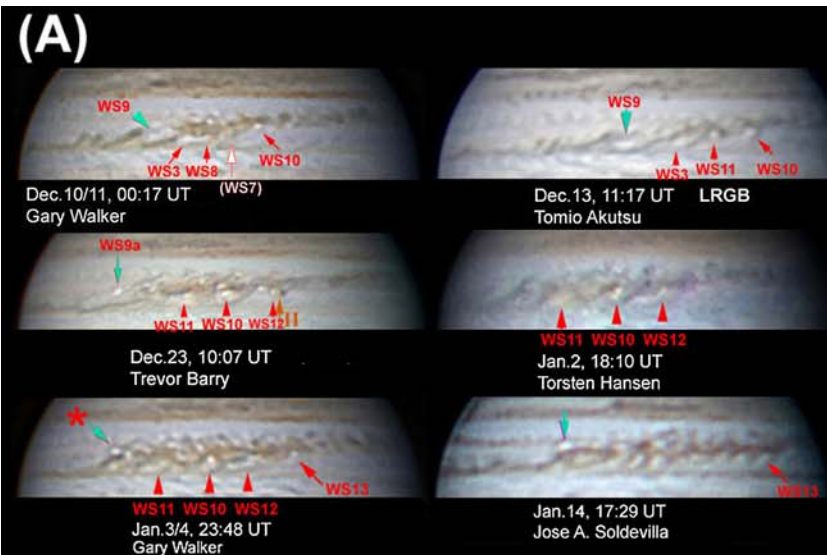 (A)
WS9
WS3 WS8 (WS7) WS10
Dec.10/11, 00:17 UT
Gary Walker
WS9
WS3 WS11 WS10
Dec.13, 11:17 UT LRGB
Tomio Akutsu
WS9a
WS11 WS10 WS12 II
Dec.23, 10:07 UT
Trevor Barry
WS11 WS10 WS12
Jan.2, 18:10 UT
Torsten Hansen
*
WS11 WS10 WS12 WS13
Jan.3/4, 23:48 UT
Gary Walker
WS13
Jan.14, 17:29 UT
Jose A. Soldevilla